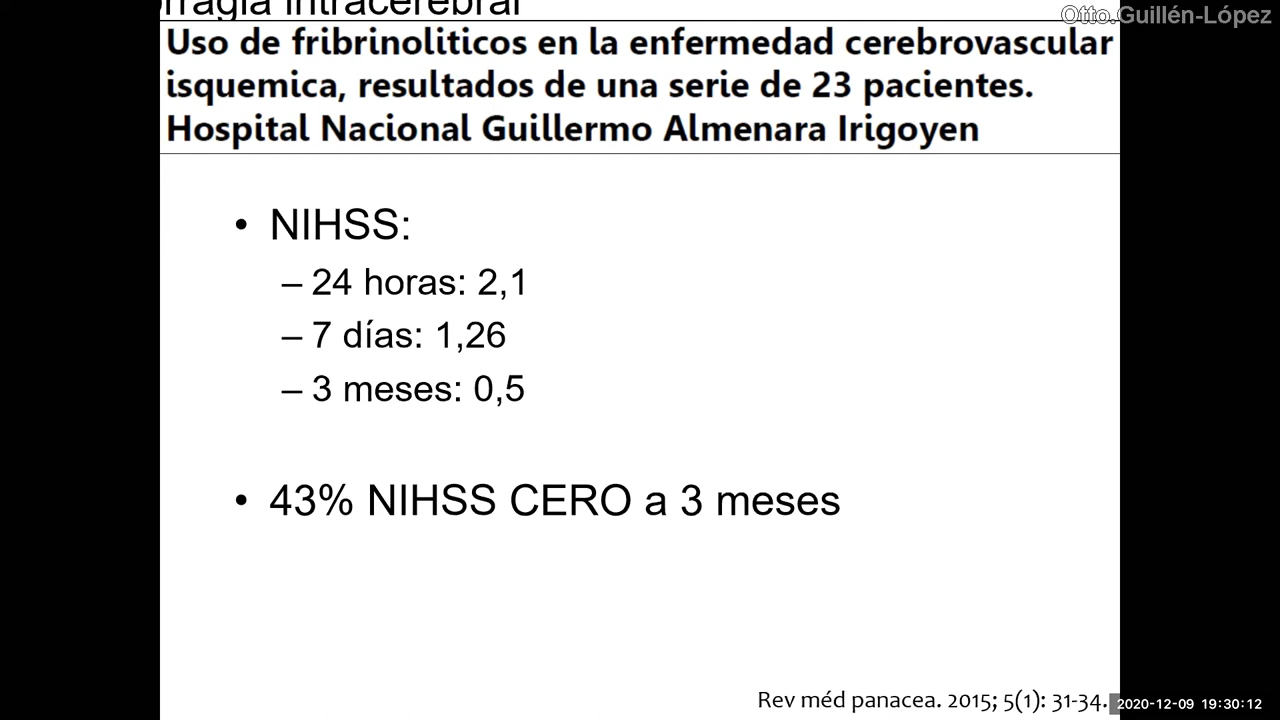 rragia intracerebral
Otto.Guillén-López
Uso de fribrinoliticos en la enfermedad cerebrovascular
isquemica, resultados de una serie de 23 pacientes.
Hospital Nacional Guillermo Almenara Irigoyen
• NIHSS:
– 24 horas: 2,1
– 7 días: 1,26
– 3 meses: 0,5
• 43% NIHSS CERO a 3 meses
Rev méd panacea. 2015; 5(1): 31-34.
2020-12-09 19:30:12